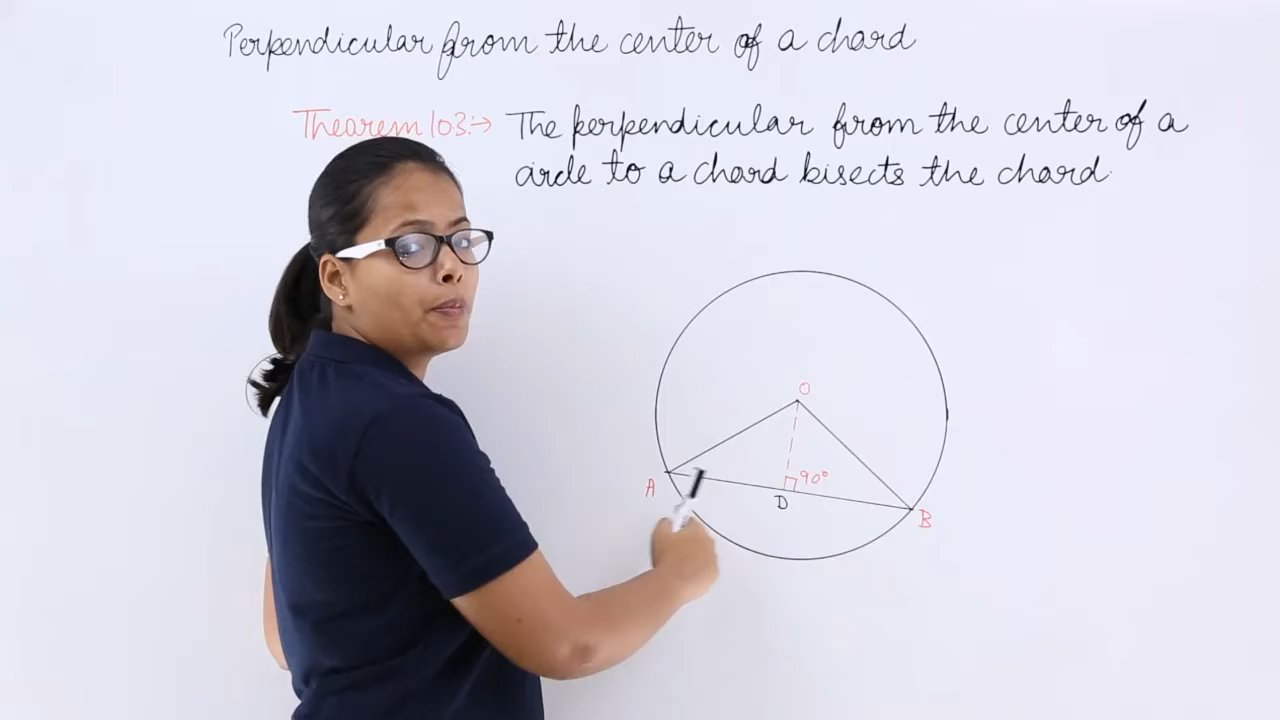 Perpendicular from the center of a chord
Thearem 103:→ The perpendicular from the center of a
circle to a chord bisects the chord.
O
90°
A
D
B